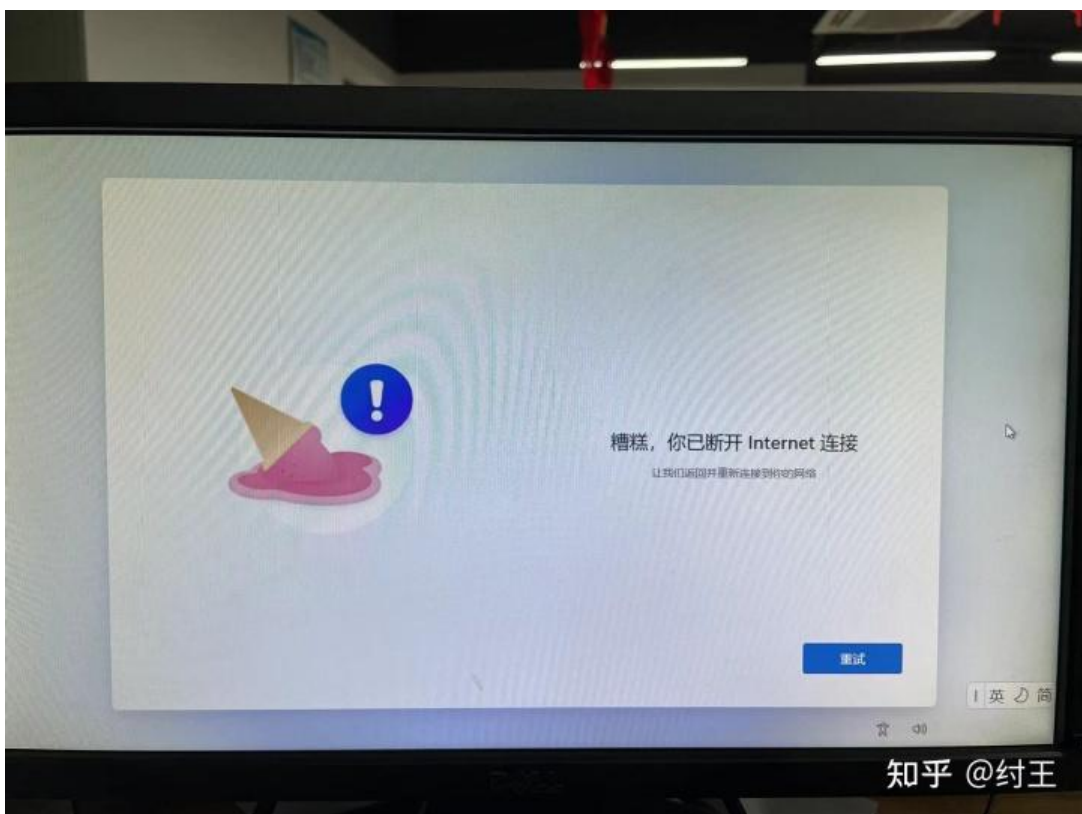 糟糕，你已断开 Internet 连接
让我们返回并重新连接到你的网络
重试
英 简
知乎 @纣王